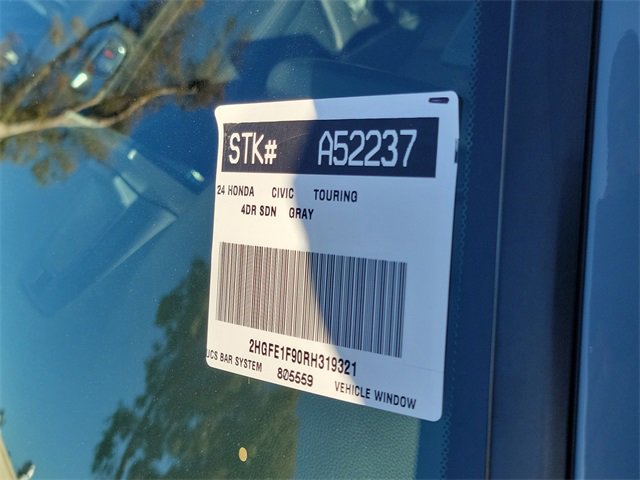 STK# A52237
24 HONDA CIVIC TOURING
4DR SDN GRAY
2HGFE1F90RH319321
UCS BAR SYSTEM 805559 VEHICLE WINDOW